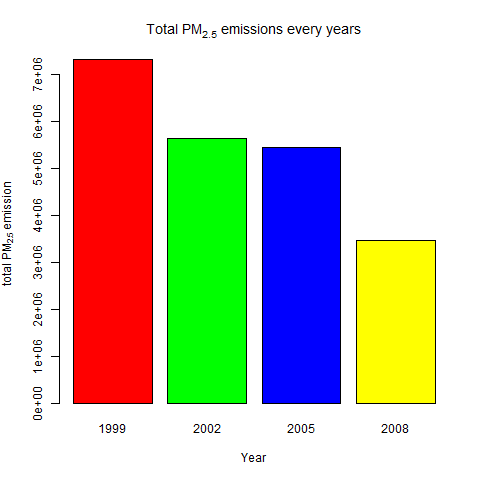 Total PM2.5 emissions every years
total PM2.5 emission
7e+06
6e+06
5e+06
4e+06
3e+06
2e+06
1e+06
0e+00
1999 2002 2005 2008
Year